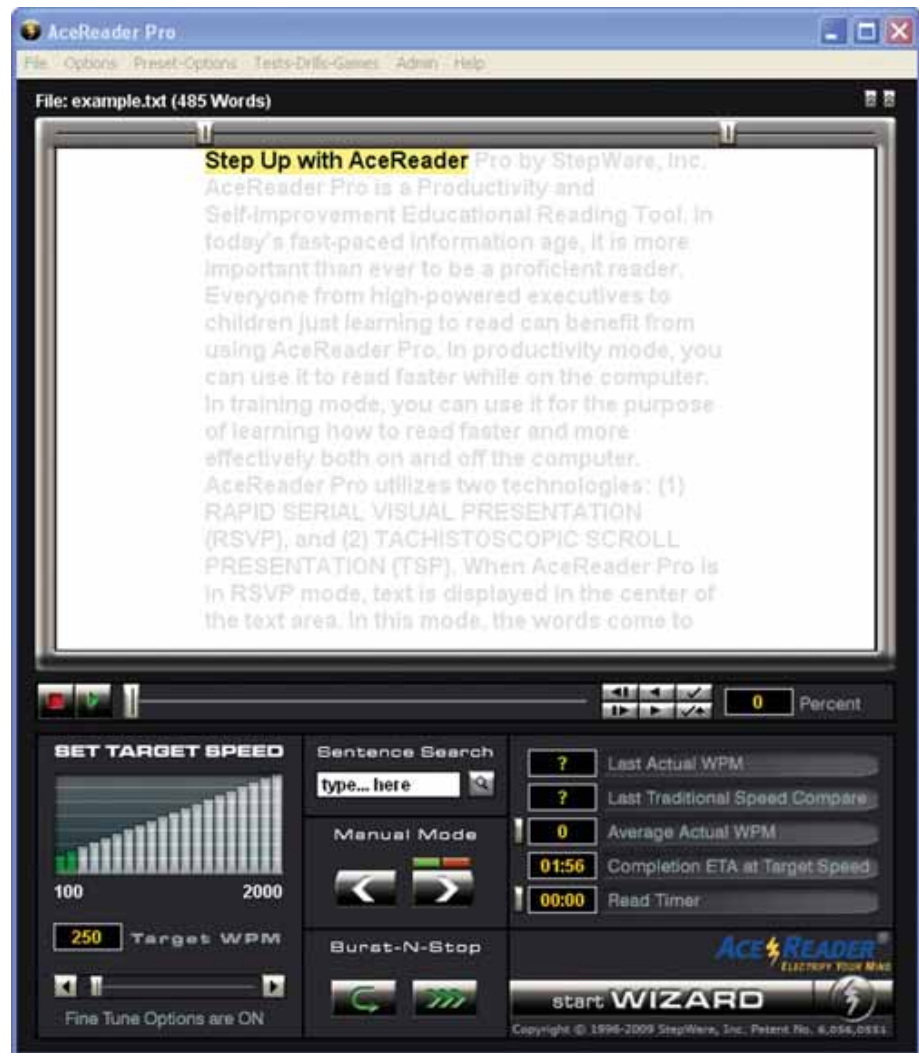 AceReader Pro
File Options Preset-Options Tests-Drills-Games Admin Help
File: example.txt (485 Words)
Step Up with AceReader Pro by StepWare, Inc.
AceReader Pro is a Productivity and
Self-Improvement Educational Reading Tool. In
today's fast-paced information age, it is more
important than ever to be a proficient reader.
Everyone from high-powered executives to
children just learning to read can benefit from
using AceReader Pro. In productivity mode, you
can use it to read faster while on the computer.
In training mode, you can use it for the purpose
of learning how to read faster and more
effectively both on and off the computer.
AceReader Pro utilizes two technologies: (1)
RAPID SERIAL VISUAL PRESENTATION
(RSVP), and (2) TACHISTOSCOPIC SCROLL
PRESENTATION (TSP). When AceReader Pro is
in RSVP mode, text is displayed in the center of
the text area. In this mode, the words come to
0 Percent
SET TARGET SPEED
100 2000
250 Target WPM
Fine Tune Options are ON
Sentence Search
type... here
Manual Mode
Burst-N-Stop
? Last Actual WPM
? Last Traditional Speed Compare
0 Average Actual WPM
01:56 Completion ETA at Target Speed
00:00 Read Timer
ACE READER®
ELECTRIFY YOUR MIND
start WIZARD
Copyright © 1996-2009 StepWare, Inc. Patent No.